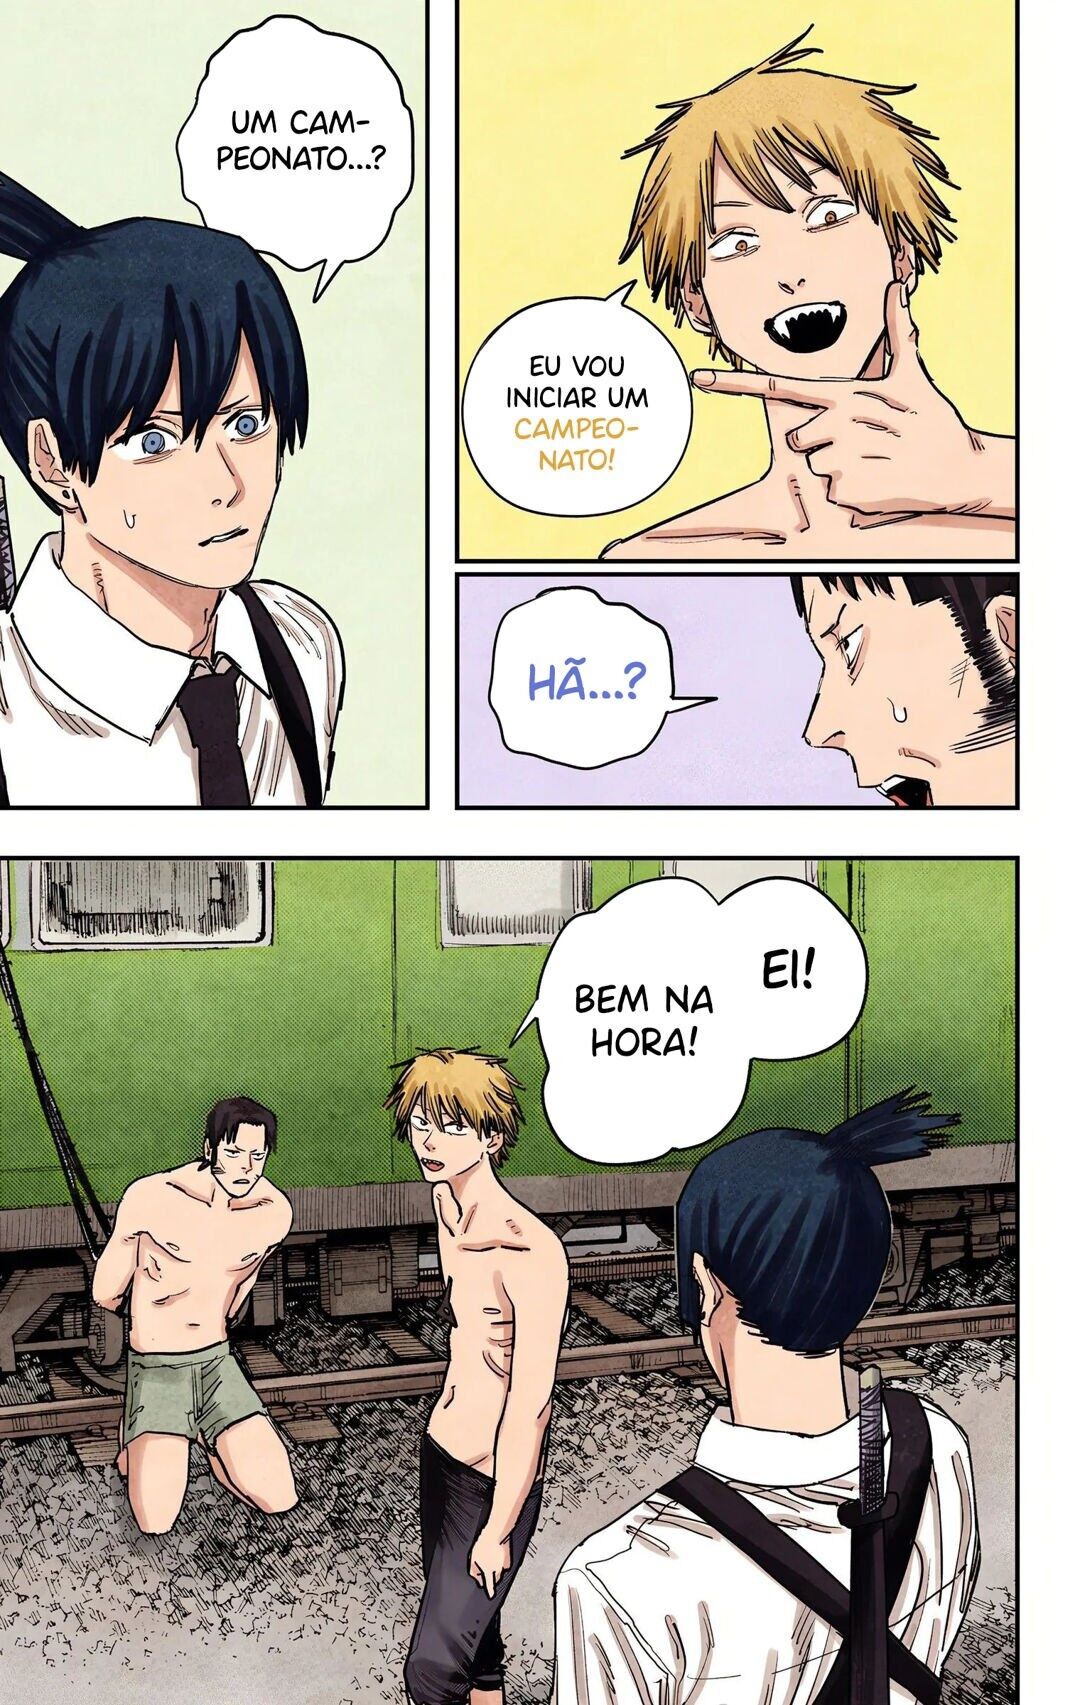 EI!
BEM NA
HORA!
HÃ...?
EU VOU
INICIAR UM
CAMPEO-
NATO!
UM CAM-
PEONATO...?